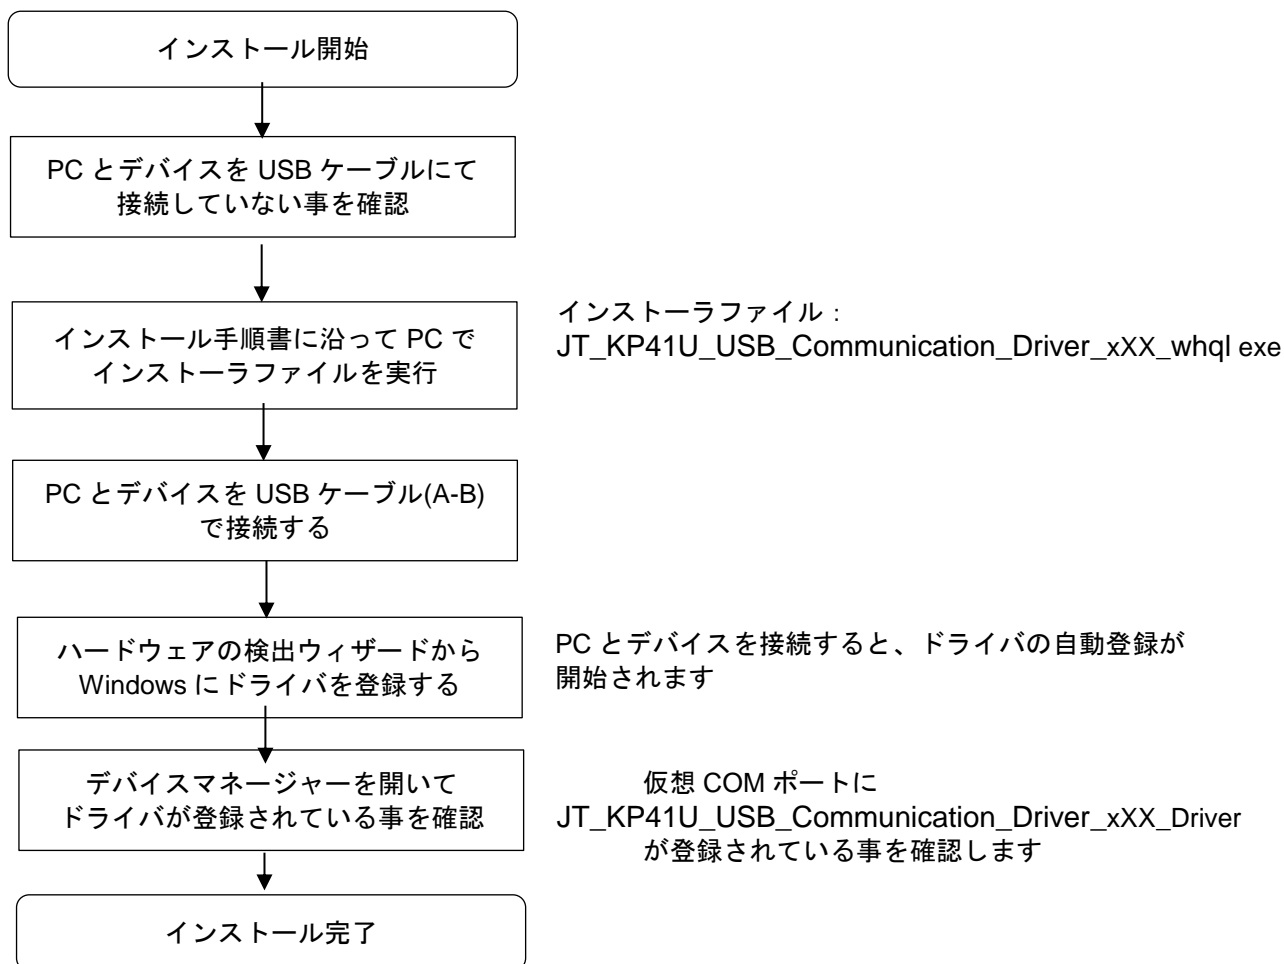 インストール開始
PC とデバイスを USB ケーブルにて
接続していない事を確認
インストール手順書に沿って PC で
インストーラファイルを実行
インストーラファイル：
JT_KP41U_USB_Communication_Driver_xXX_whql exe
PC とデバイスを USB ケーブル(A-B)
で接続する
ハードウェアの検出ウィザードから
Windows にドライバを登録する
PC とデバイスを接続すると、ドライバの自動登録が
開始されます
デバイスマネージャーを開いて
ドライバが登録されている事を確認
仮想 COM ポートに
JT_KP41U_USB_Communication_Driver_xXX_Driver
が登録されている事を確認します
インストール完了